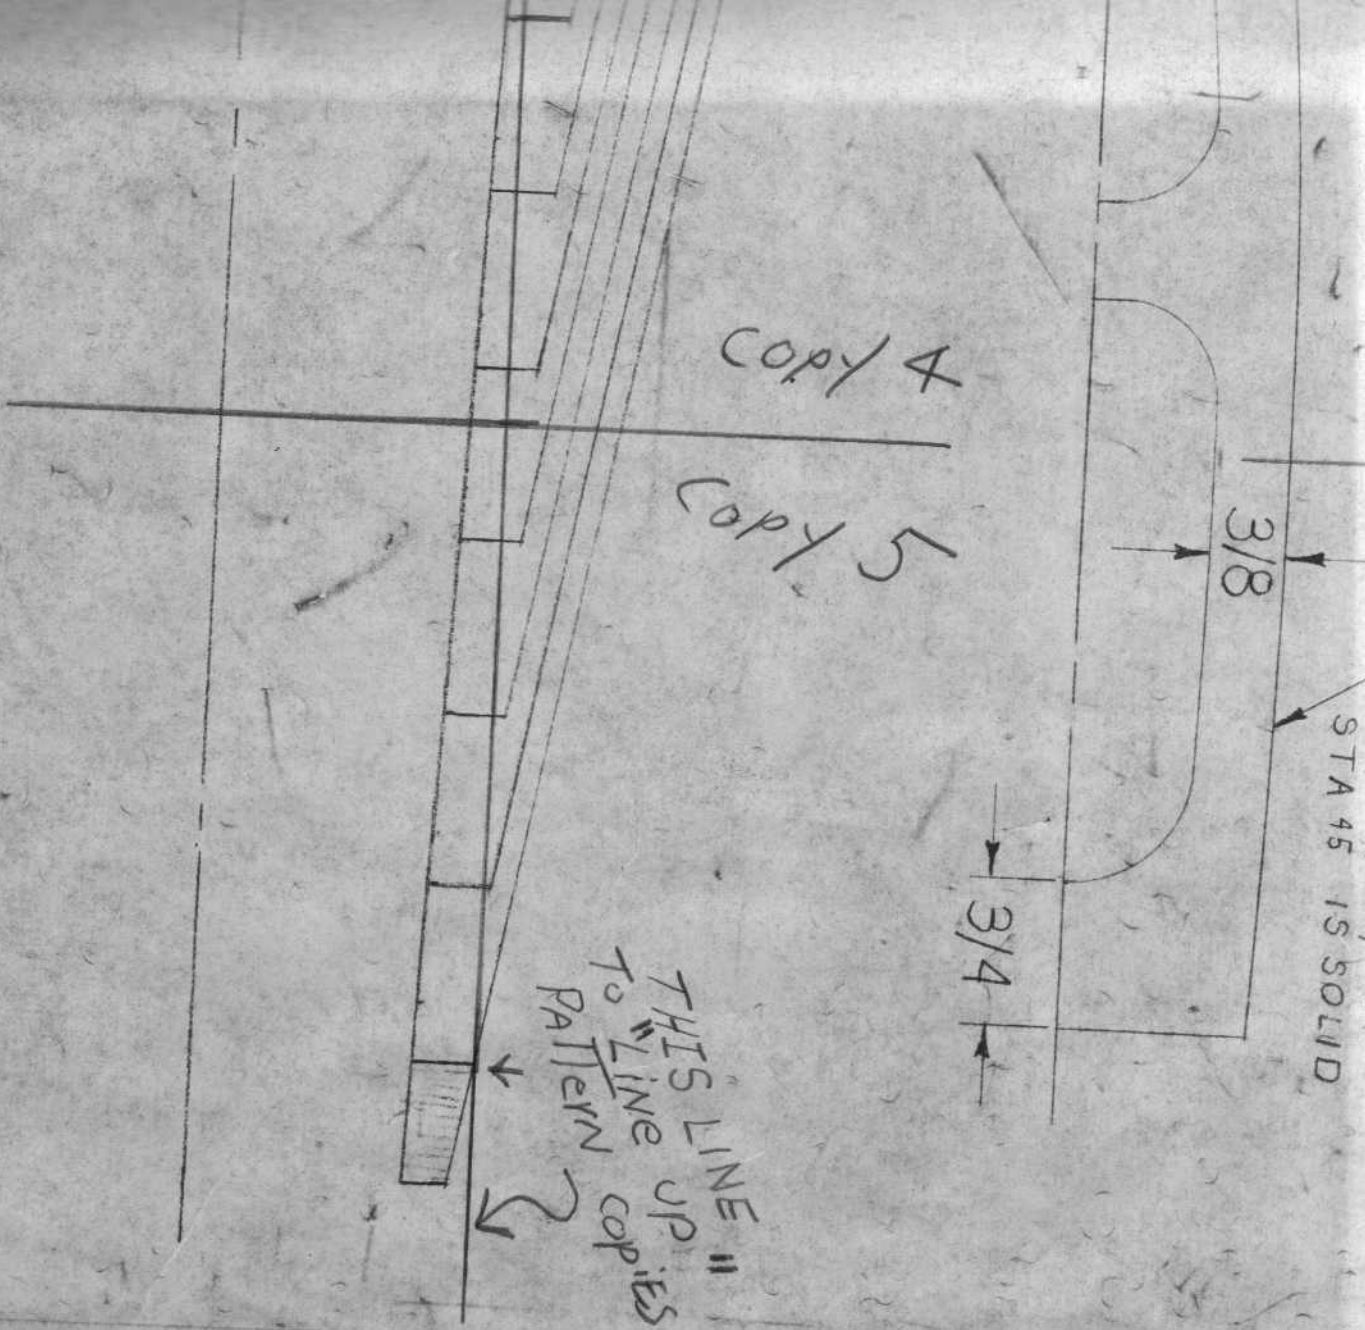 COPY 4
COPY 5
3/8
STA 45 IS SOLID
3/4
THIS LINE
To "LINE UP"
PATTERN COPIES